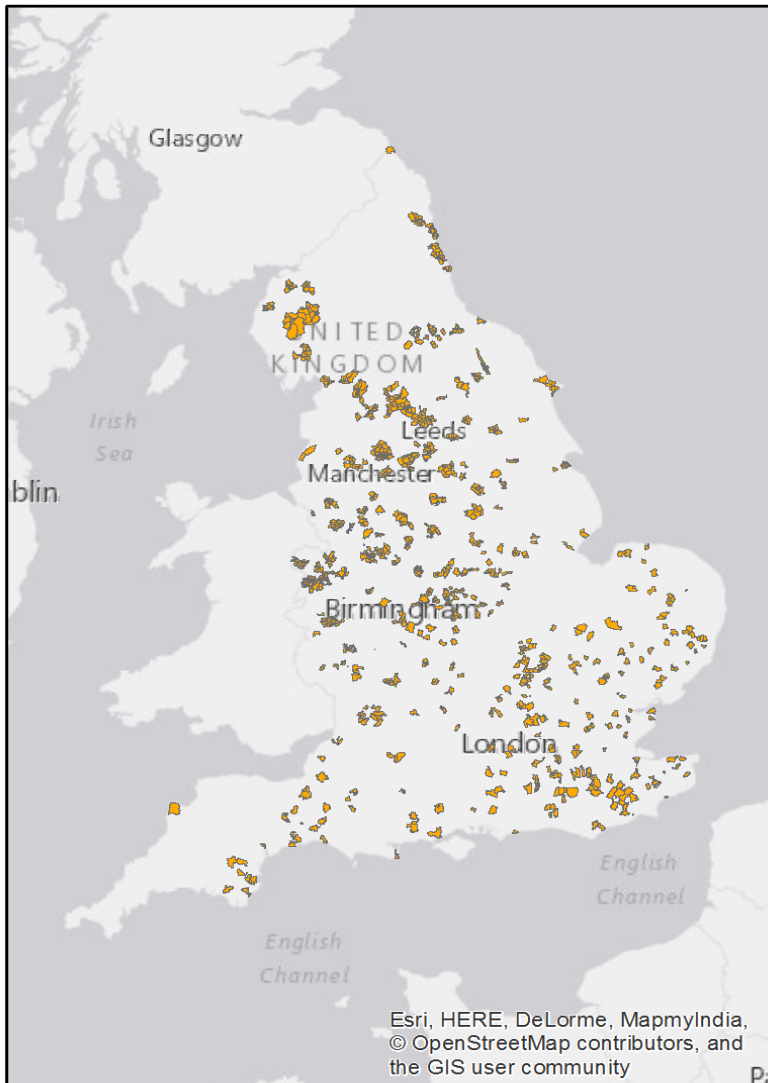 Glasgow
UNITED
KINGDOM
Irish
Sea
Leeds
Manchester
blin
Birmingham
London
English
Channel
English
Channel
Esri, HERE, DeLorme, MapmyIndia,
© OpenStreetMap contributors, and
the GIS user community
Pa